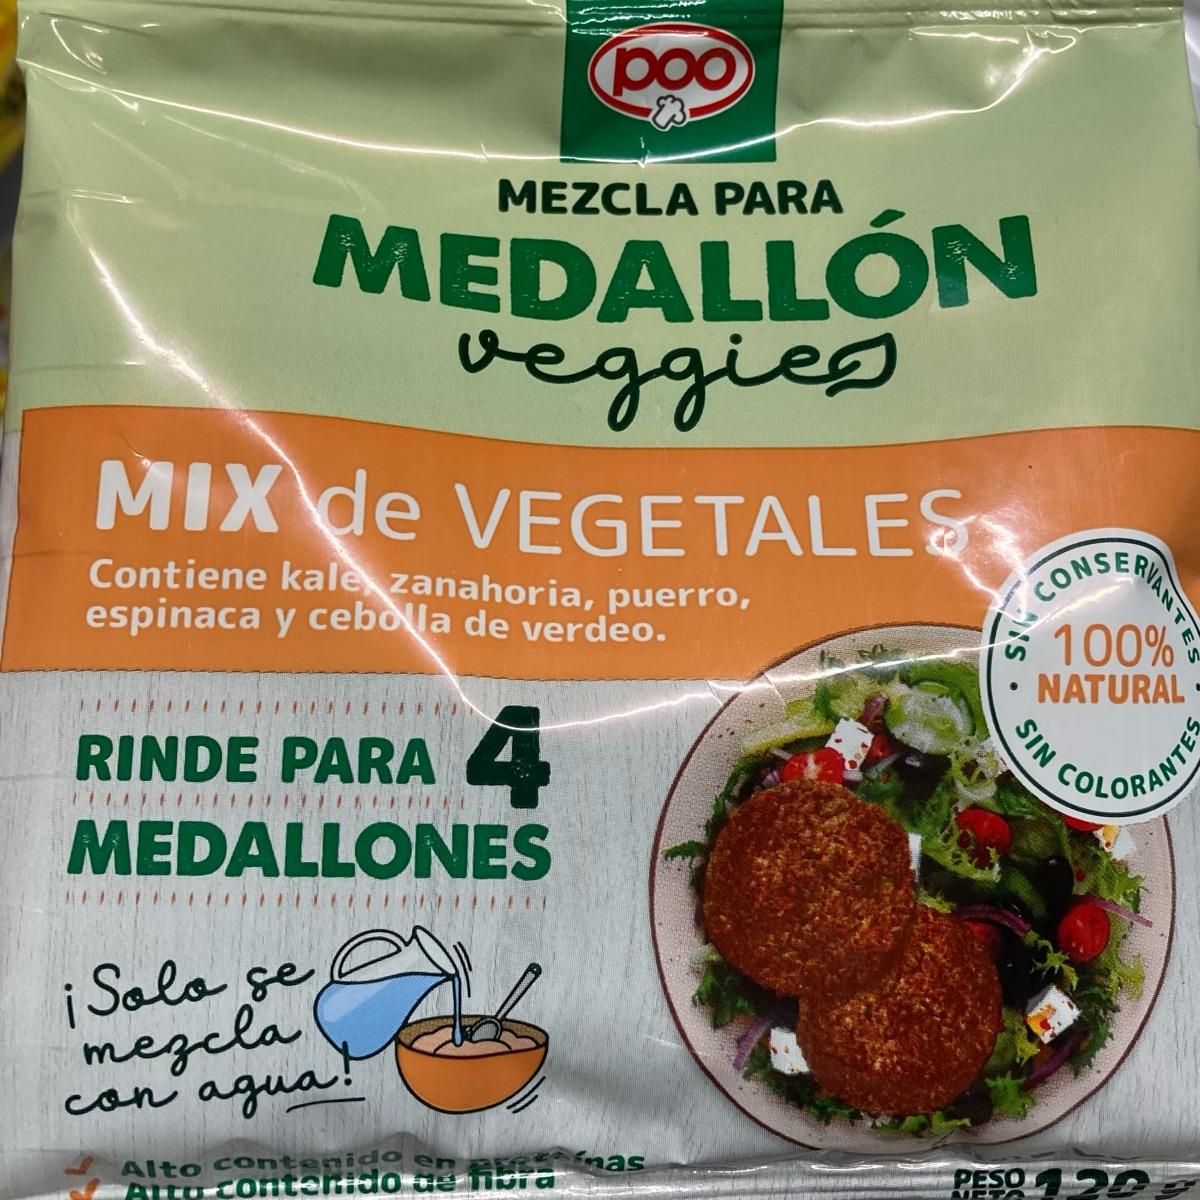 poo
MEZCLA PARA
MEDALLÓN
veggie
MIX de VEGETALES
Contiene kale, zanahoria, puerro,
espinaca y cebolla de verdeo.
SIN CONSERVANTES
100%
NATURAL
SIN COLORANTES
RINDE PARA 4
MEDALLONES
¡Solo se
mezcla
con agua!
Alto contenido en proteínas
Alto contenido de fibra
PESO
NETO